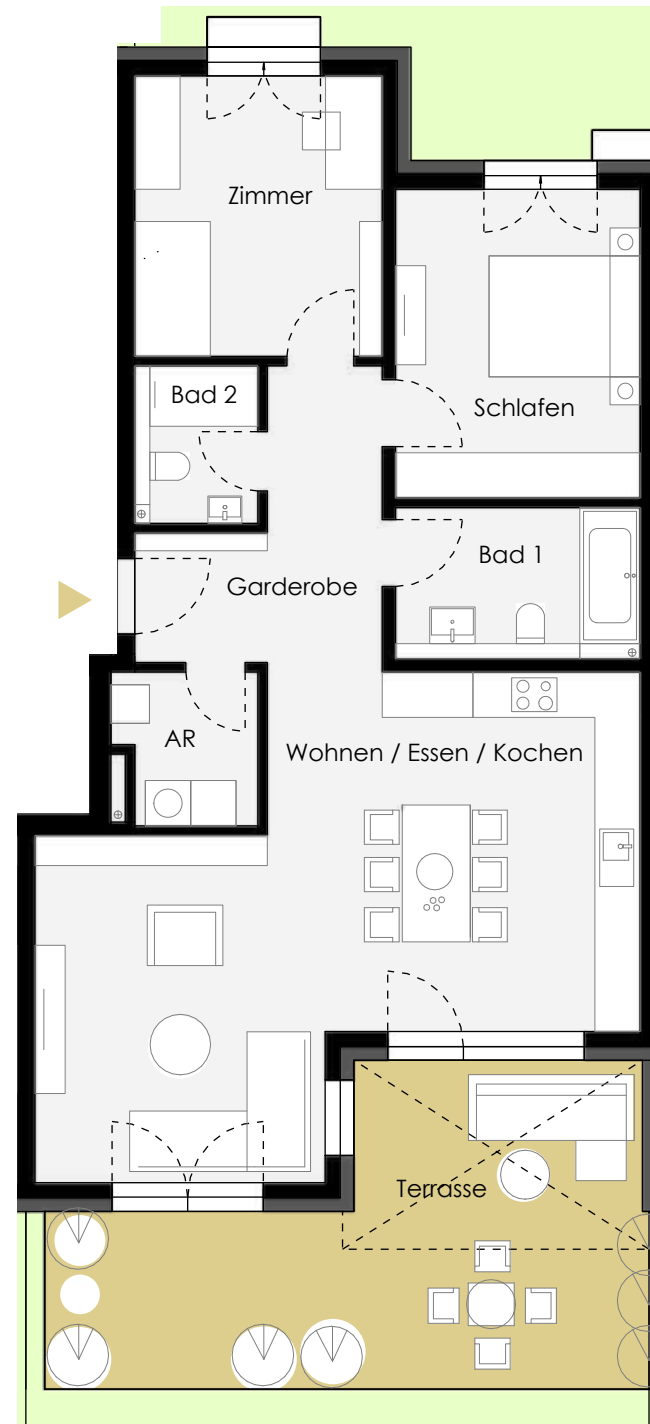 Zimmer
Bad 2
Schlafen
Bad 1
Garderobe
AR
Wohnen / Essen / Kochen
Terrasse